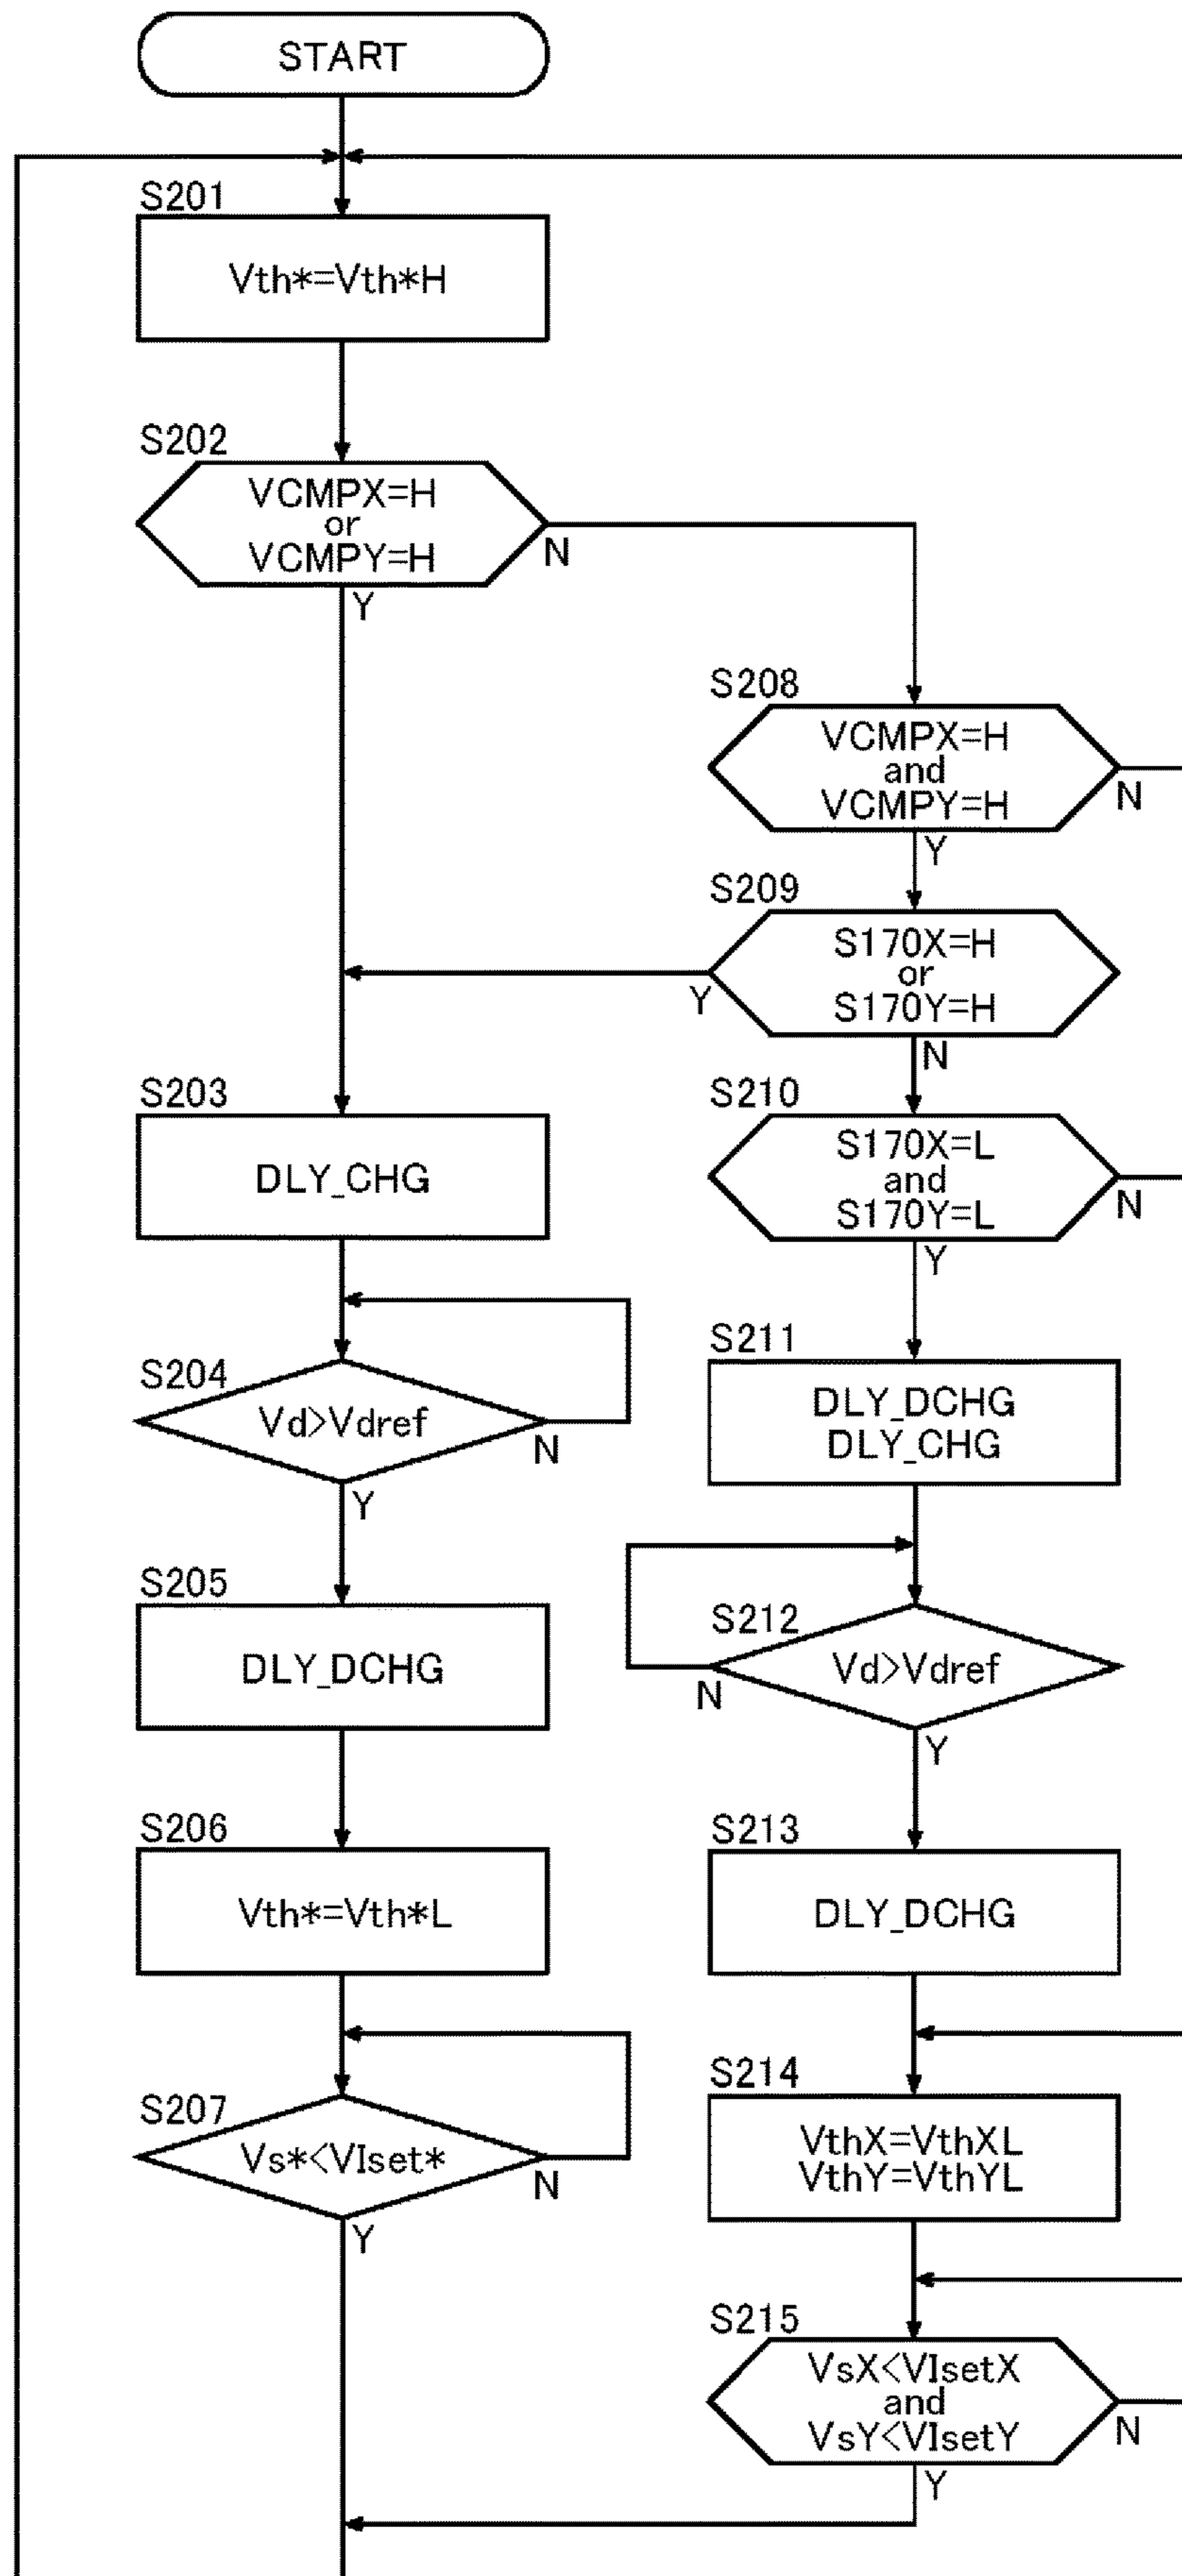 START
S201
Vth*=Vth*H
S202
VCMPX=H
or
VCMPY=H
N
Y
S208
VCMPX=H
and
VCMPY=H
N
Y
S209
S170X=H
or
S170Y=H
Y
N
S203
DLY_CHG
S210
S170X=L
and
S170Y=L
N
Y
S204
Vd>Vdref
N
Y
S211
DLY_DCHG
DLY_CHG
S205
DLY_DCHG
S212
Vd>Vdref
N
Y
S206
Vth*=Vth*L
S213
DLY_DCHG
S207
Vs*<VIset*
N
Y
S214
VthX=VthXL
VthY=VthYL
S215
VsX<VIsetX
and
VsY<VIsetY
N
Y